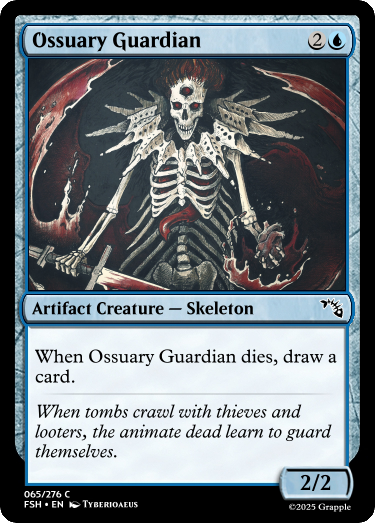 Ossuary Guardian 2
Artifact Creature — Skeleton
When Ossuary Guardian dies, draw a
card.
When tombs crawl with thieves and
looters, the animate dead learn to guard
themselves.
2/2
065/276 C
FSH • EN Tyberioaeus
©2025 Grapple